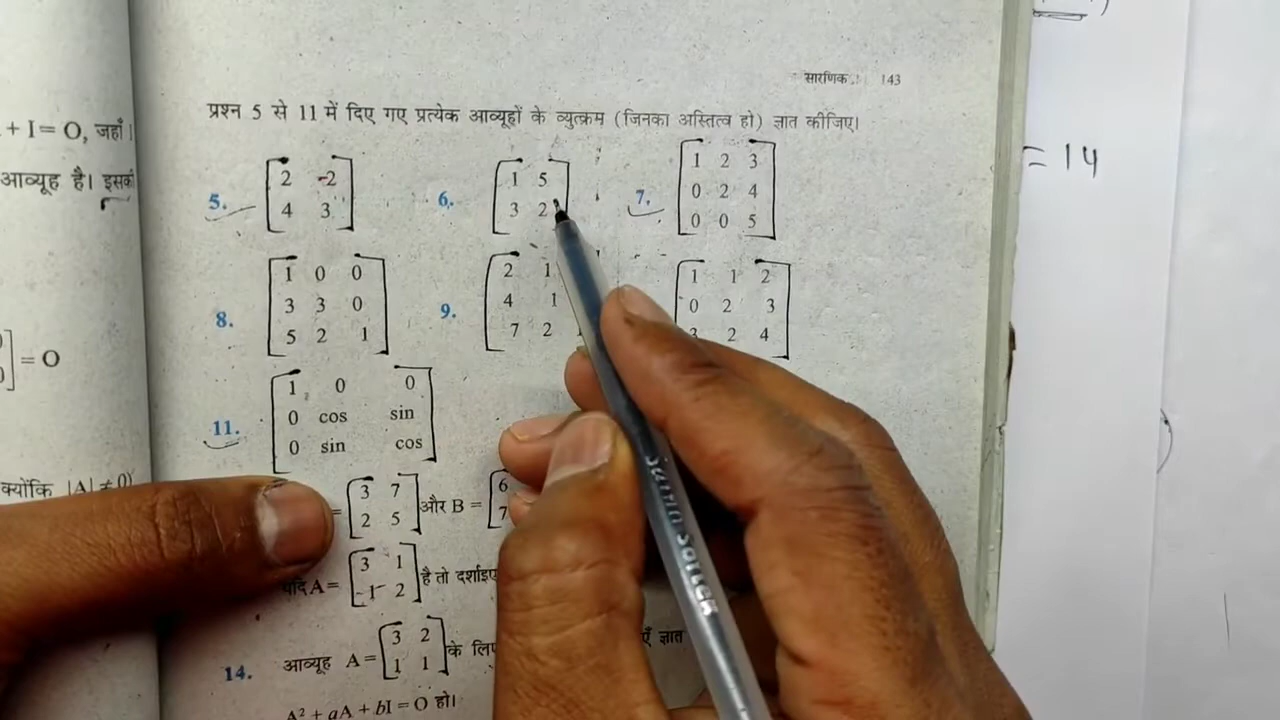 सारणिक 143
+ I = O, जहाँ
प्रश्न 5 से 11 में दिए गए प्रत्येक आव्यूहों के व्युत्क्रम (जिनका अस्तित्व हो) ज्ञात कीजिए।
= 14
आव्यूह है। इसकी
5. [2 -2
4 3]
6. [1 5
3 2]
7. [1 2 3
0 2 4
0 0 5]
8. [1 0 0
3 3 0
5 2 1]
9. [2 1
4 1
7 2
[1 1 2
0 2 3
3 2 4]
= O
11. [1 0 0
0 cos sin
0 sin cos]
क्योंकि |A| ≠ 0)
= [3 7
2 5] और B = [6
7
यदि A = [3 1
-1 2] है तो दर्शाइए
14. आव्यूह A = [3 2
1 1] के लिए ज्ञात
A² + aA + bI = O हो।